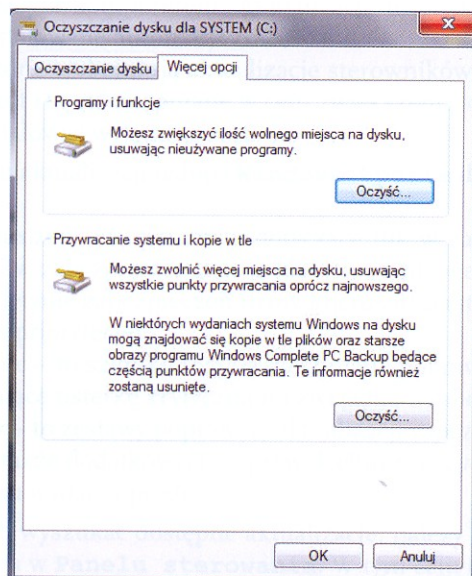 Oczyszczanie dysku dla SYSTEM (C:)
Oczyszczanie dysku
Więcej opcji
Programy i funkcje
Możesz zwiększyć ilość wolnego miejsca na dysku,
usuwając nieużywane programy.
Oczyść...
Przywracanie systemu i kopie w tle
Możesz zwolnić więcej miejsca na dysku, usuwając
wszystkie punkty przywracania oprócz najnowszego.
W niektórych wydaniach systemu Windows na dysku
mogą znajdować się kopie w tle plików oraz starsze
obrazy programu Windows Complete PC Backup będące
częścią punktów przywracania. Te informacje również
zostaną usunięte.
Oczyść...
OK
Anuluj